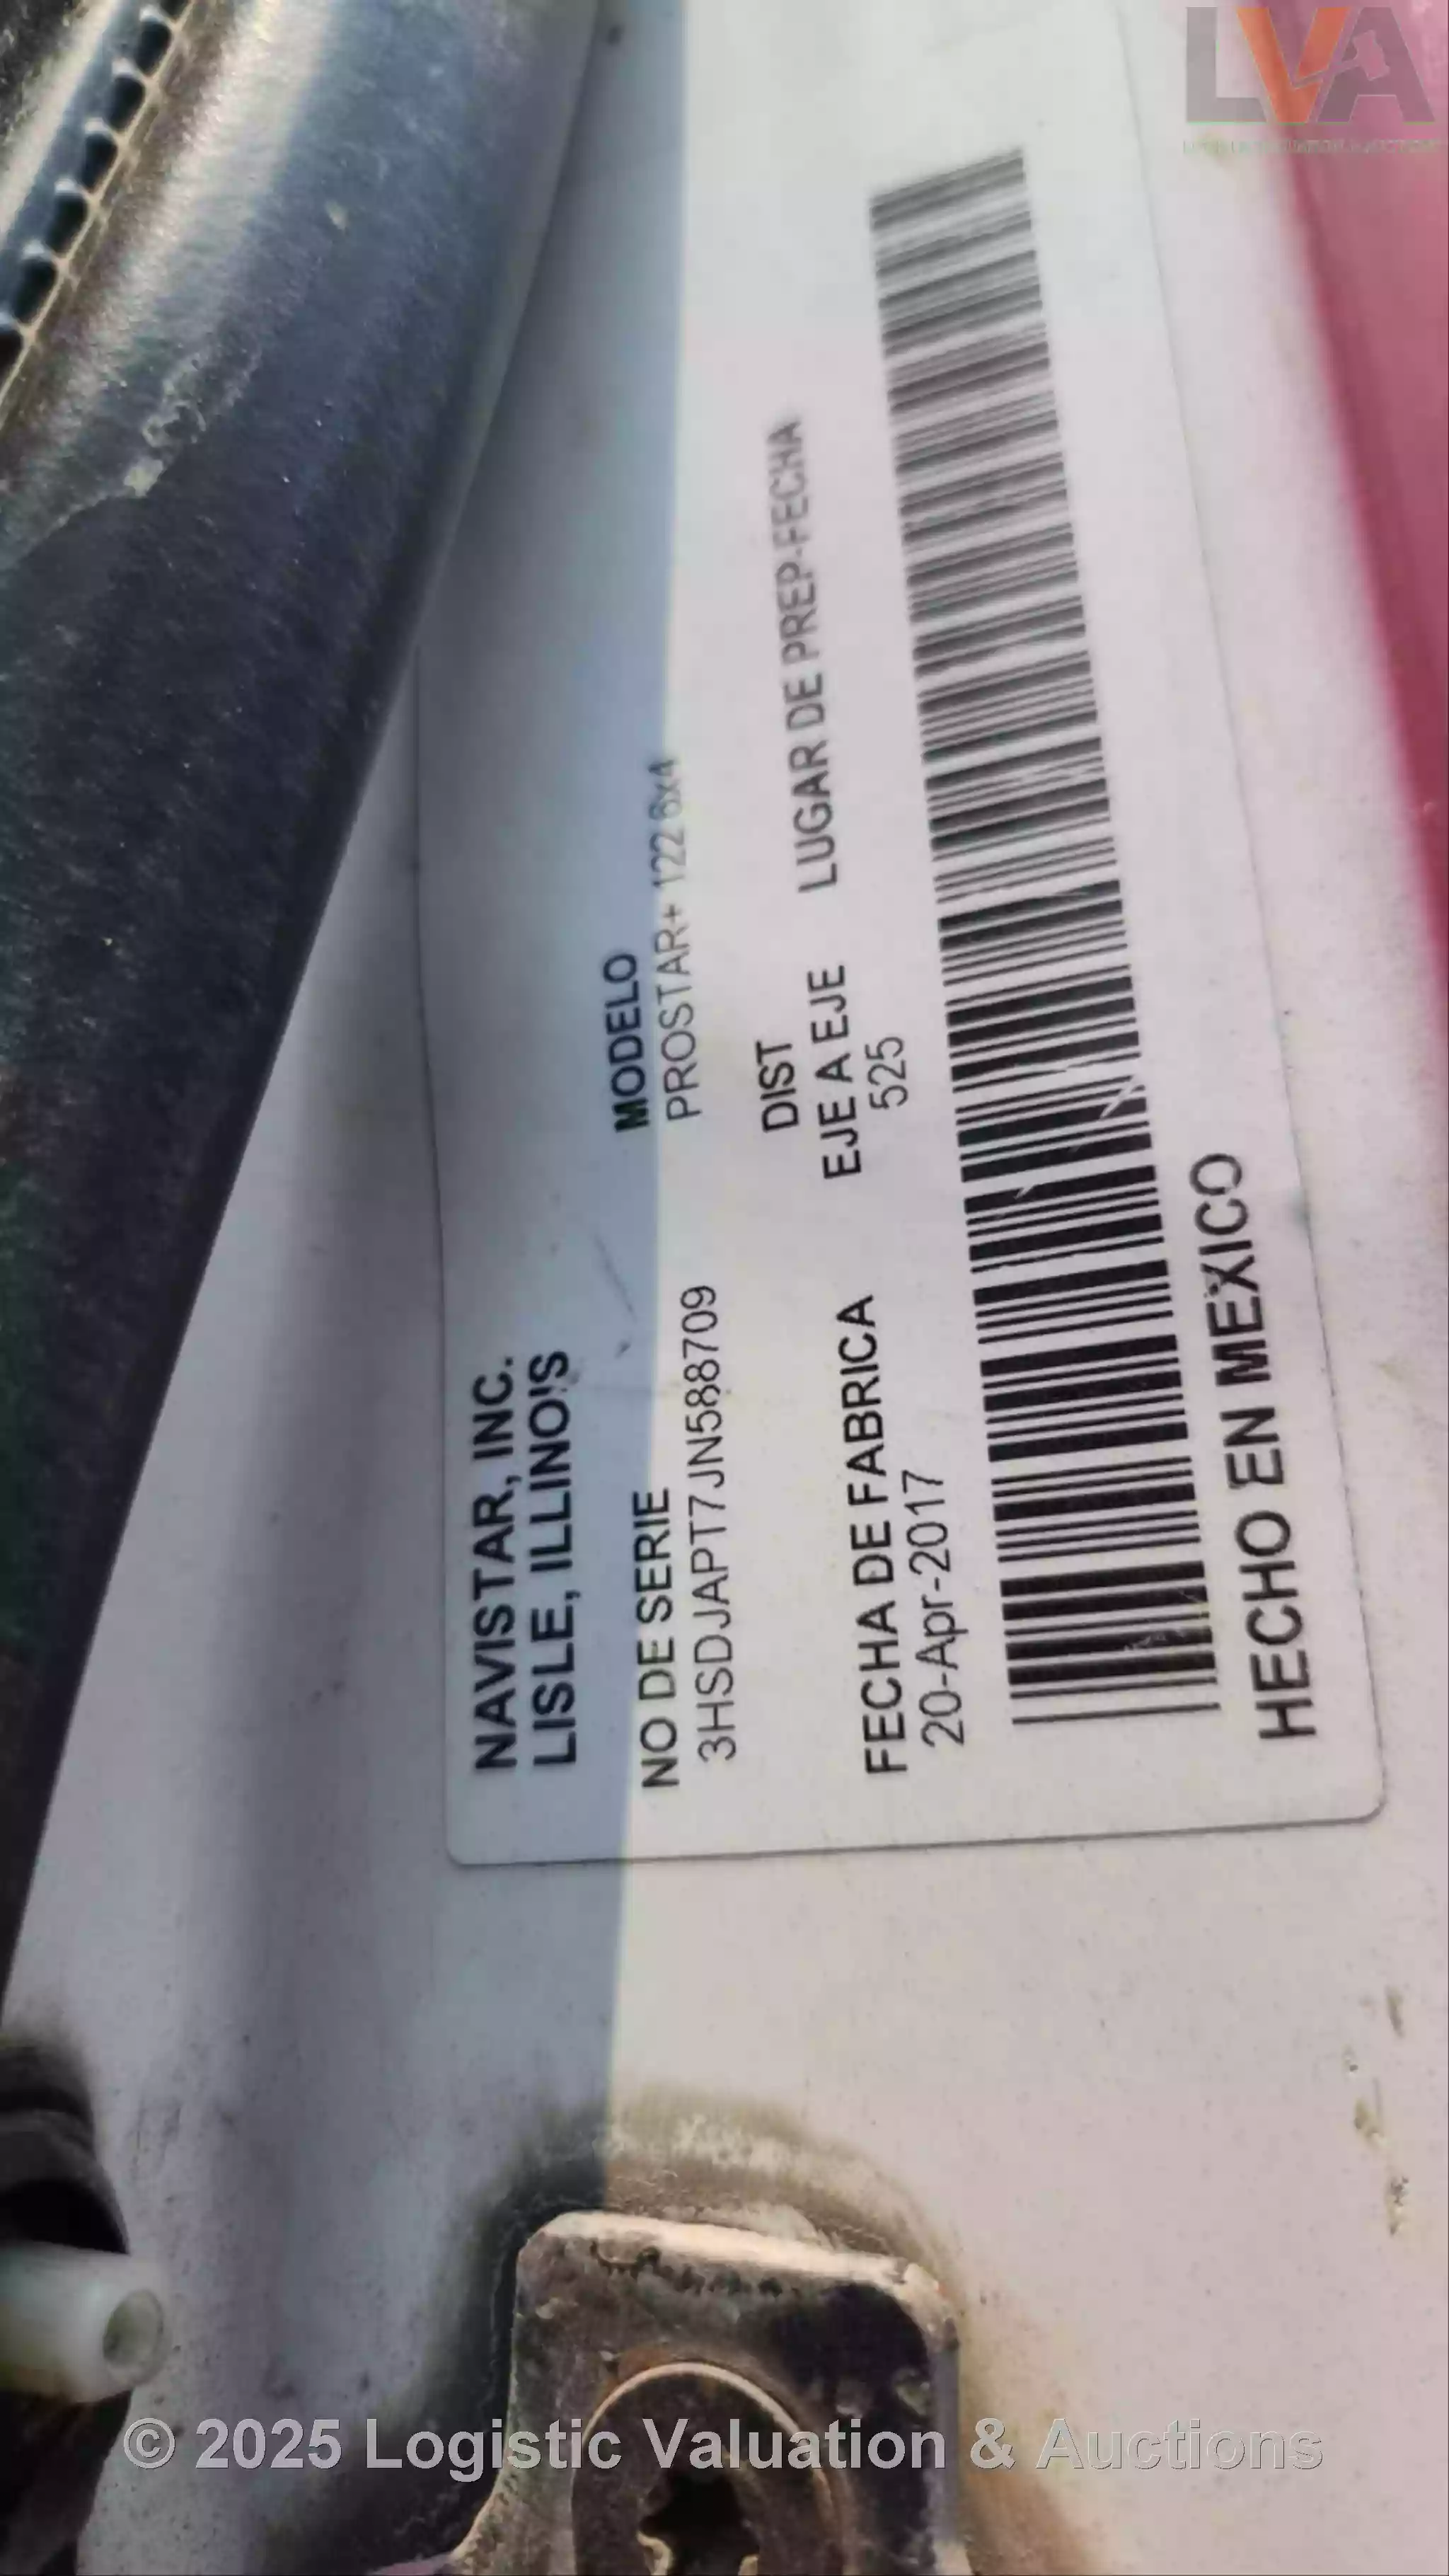 LVA
NAVISTAR, INC.
LISLE, ILLINOIS
NO DE SERIE
3HSDJAPT7JN588709
MODELO
PROSTAR+ 122 6x4
FECHA DE FABRICA
20-Apr-2017
DIST
EJE A EJE
525
LUGAR DE PREP-FECHA
HECHO EN MEXICO
© 2025 Logistic Valuation & Auctions